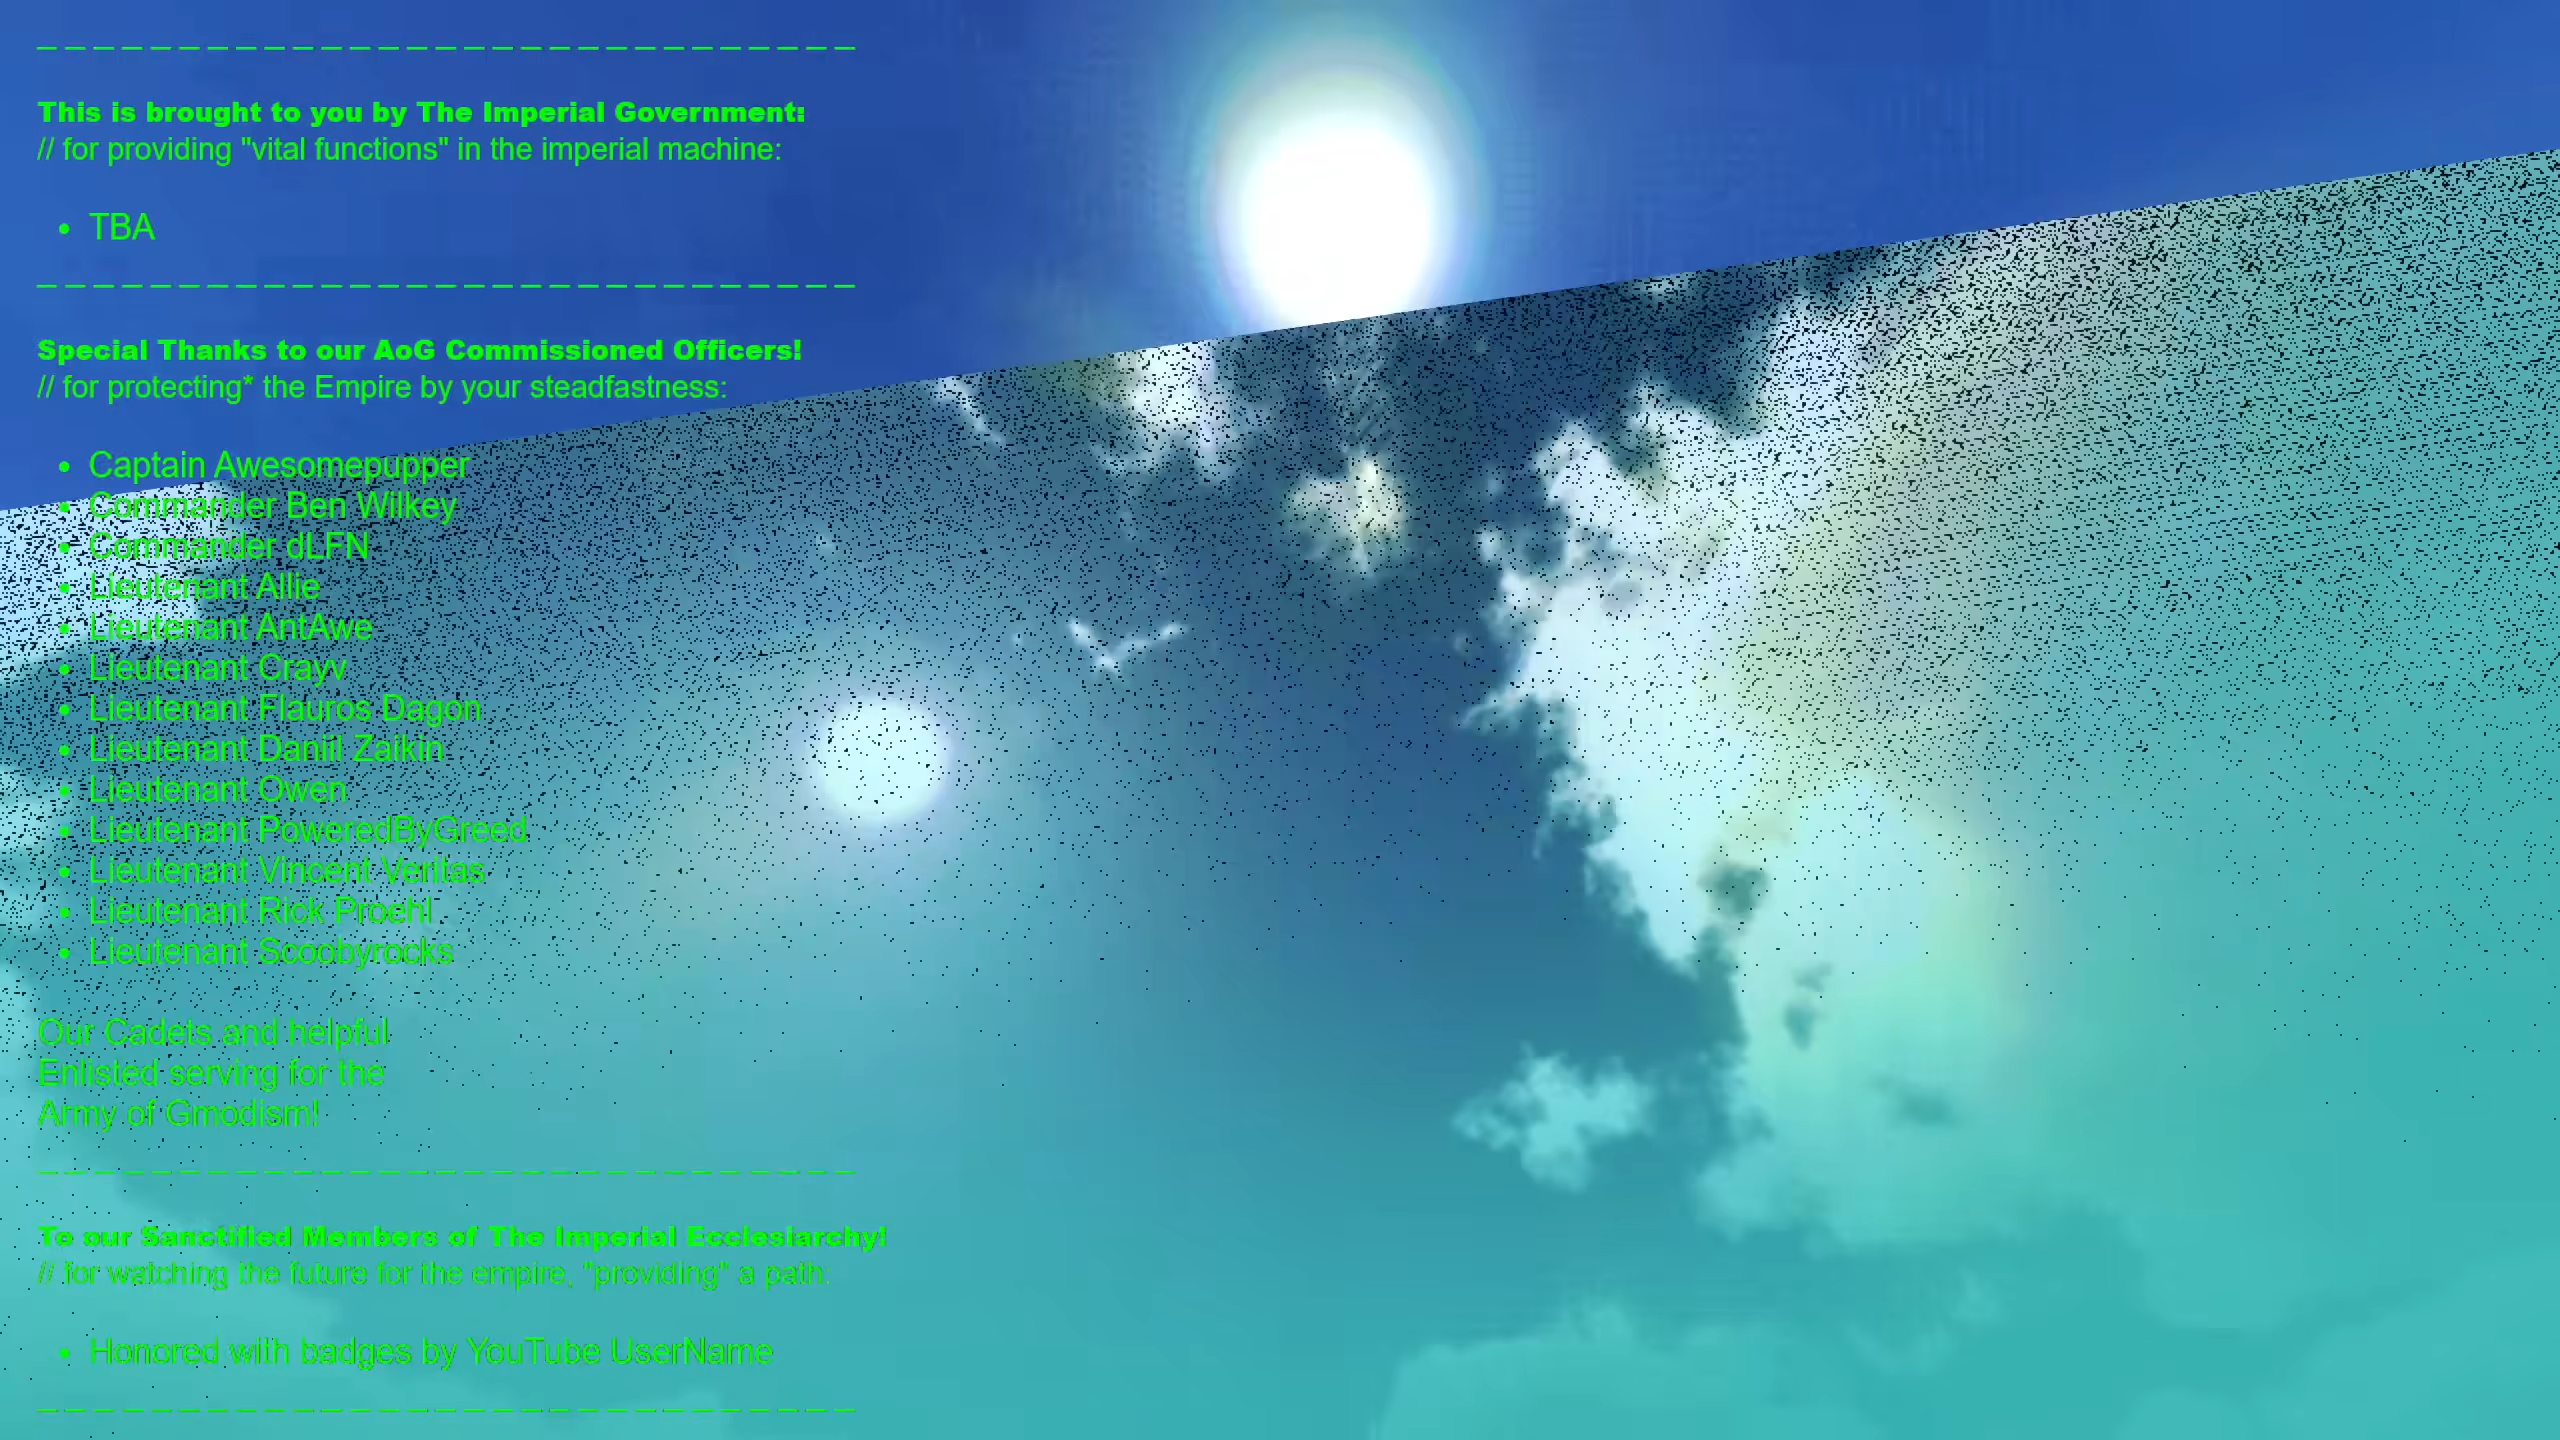 This is brought to you by The Imperial Government:
// for providing "vital functions" in the imperial machine:
• TBA
Special Thanks to our AoG Commissioned Officers!
// for protecting* the Empire by your steadfastness:
• Captain Awesomepupper
• Commander Ben Wilkey
• Commander dLFN
• Lieutenant Allie
• Lieutenant AntAwe
• Lieutenant Crayv
• Lieutenant Flauros Dagon
• Lieutenant Daniil Zaikin
• Lieutenant Owen
• Lieutenant PoweredByGreed
• Lieutenant Vincent Veritas
• Lieutenant Rick Proehl
• Lieutenant Scoobyrocks
Our Cadets and helpful
Enlisted serving for the
Army of Gmodism!
To our Sanctified Members of The Imperial Ecclesiarchy!
// for watching the future for the empire, "providing" a path:
• Honored with badges by YouTube UserName